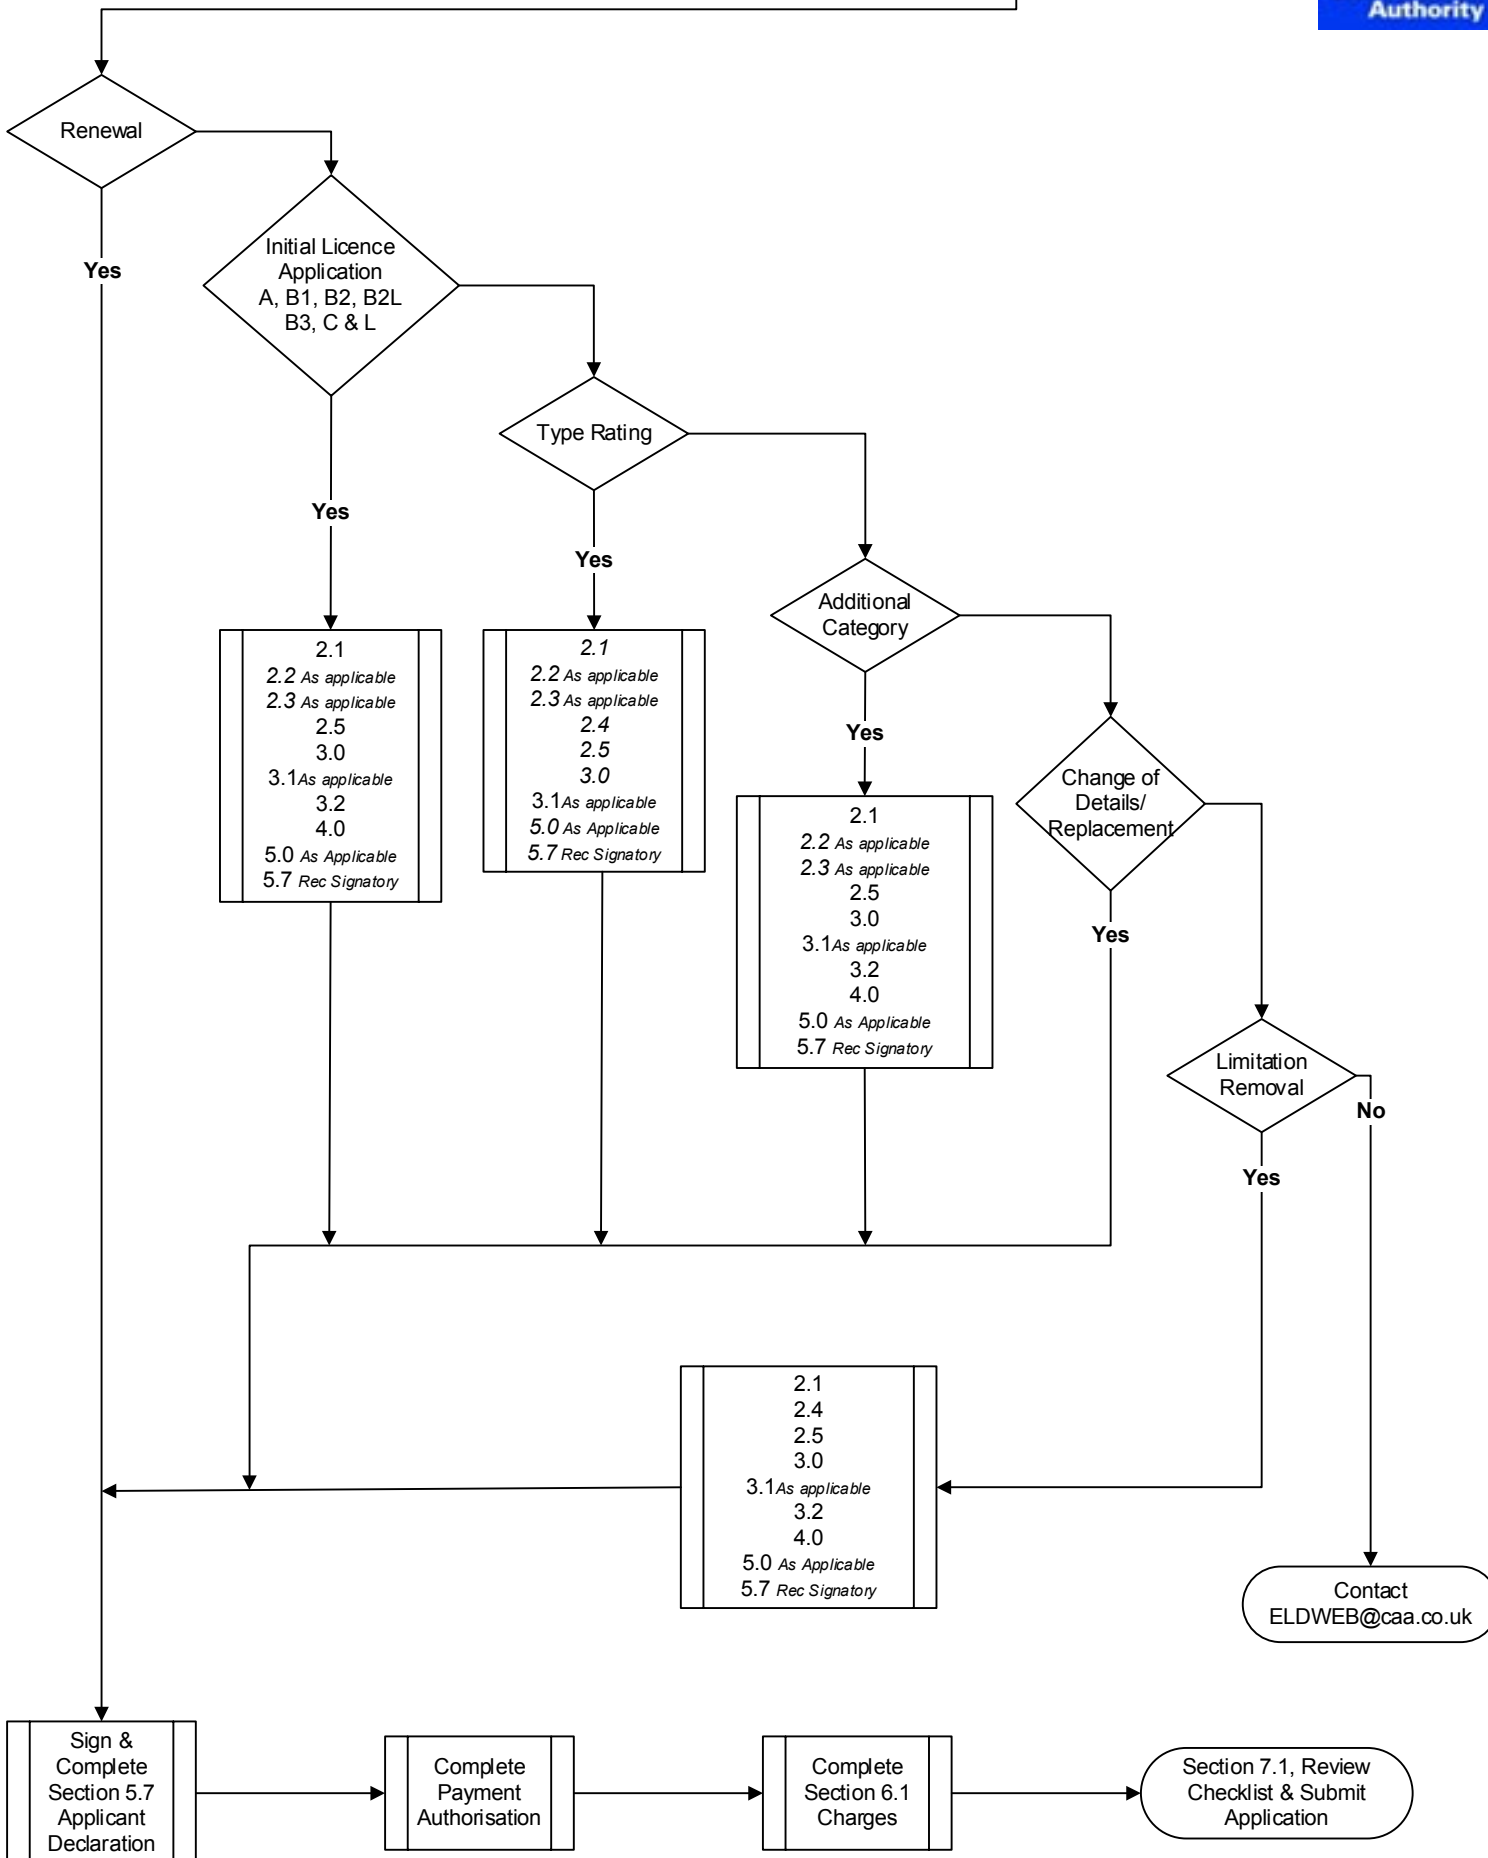 Authority
Renewal
Yes
Initial Licence
Application
A, B1, B2, B2L
B3, C & L
Yes
Type Rating
Yes
Additional
Category
Yes
Change of
Details/
Replacement
Yes
Limitation
Removal
No
Yes
2.1
2.2 As applicable
2.3 As applicable
2.5
3.0
3.1As applicable
3.2
4.0
5.0 As Applicable
5.7 Rec Signatory
2.1
2.2 As applicable
2.3 As applicable
2.4
2.5
3.0
3.1As applicable
5.0 As Applicable
5.7 Rec Signatory
2.1
2.2 As applicable
2.3 As applicable
2.5
3.0
3.1As applicable
3.2
4.0
5.0 As Applicable
5.7 Rec Signatory
2.1
2.4
2.5
3.0
3.1As applicable
3.2
4.0
5.0 As Applicable
5.7 Rec Signatory
Contact
ELDWEB@caa.co.uk
Sign &
Complete
Section 5.7
Applicant
Declaration
Complete
Payment
Authorisation
Complete
Section 6.1
Charges
Section 7.1, Review
Checklist & Submit
Application